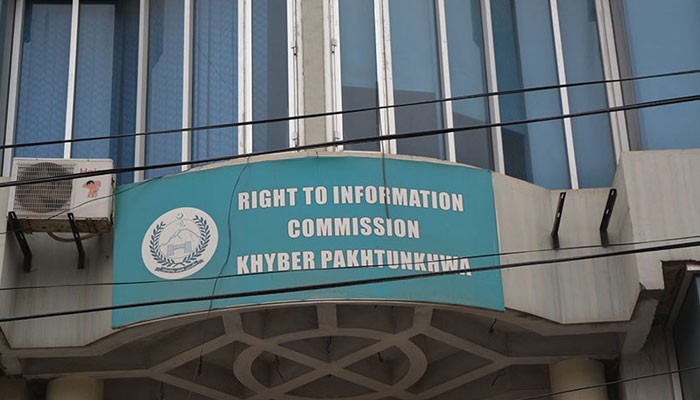 RIGHT TO INFORMATION
COMMISSION
KHYBER PAKHTUNKHWA